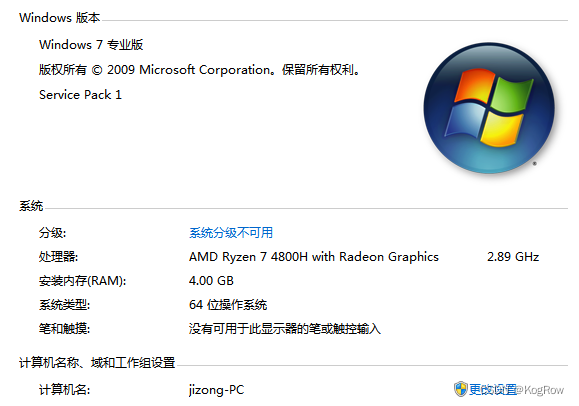 Windows 版本
Windows 7 专业版
版权所有 © 2009 Microsoft Corporation。保留所有权利。
Service Pack 1
系统
分级: 系统分级不可用
处理器: AMD Ryzen 7 4800H with Radeon Graphics 2.89 GHz
安装内存(RAM): 4.00 GB
系统类型: 64 位操作系统
笔和触摸: 没有可用于此显示器的笔或触控输入
计算机名称、域和工作组设置
计算机名: jizong-PC 更改设置
@KogRow